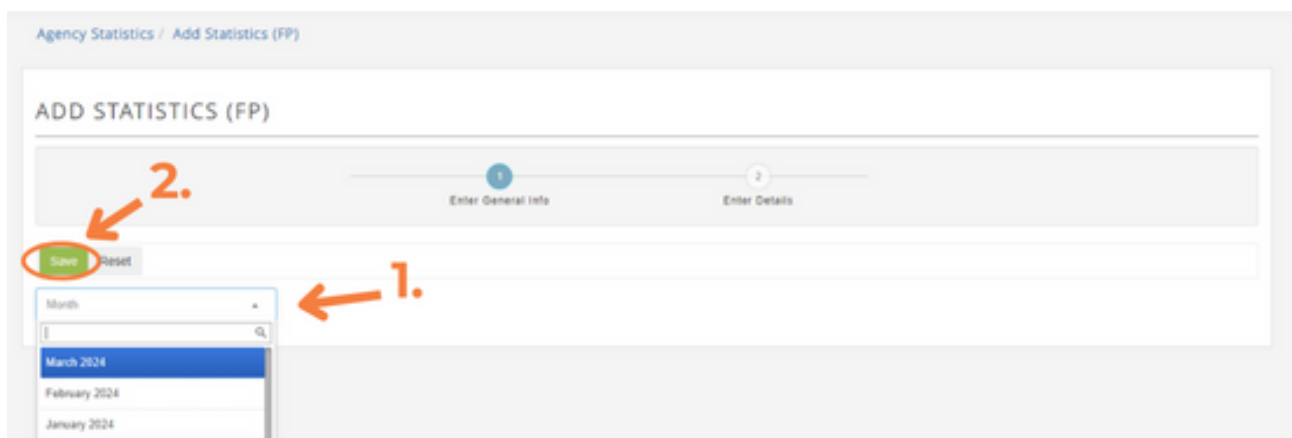 Agency Statistics / Add Statistics (FP)
ADD STATISTICS (FP)
2.
1
2
Enter General Info
Enter Details
Save
Reset
1.
Month
March 2024
February 2024
January 2024